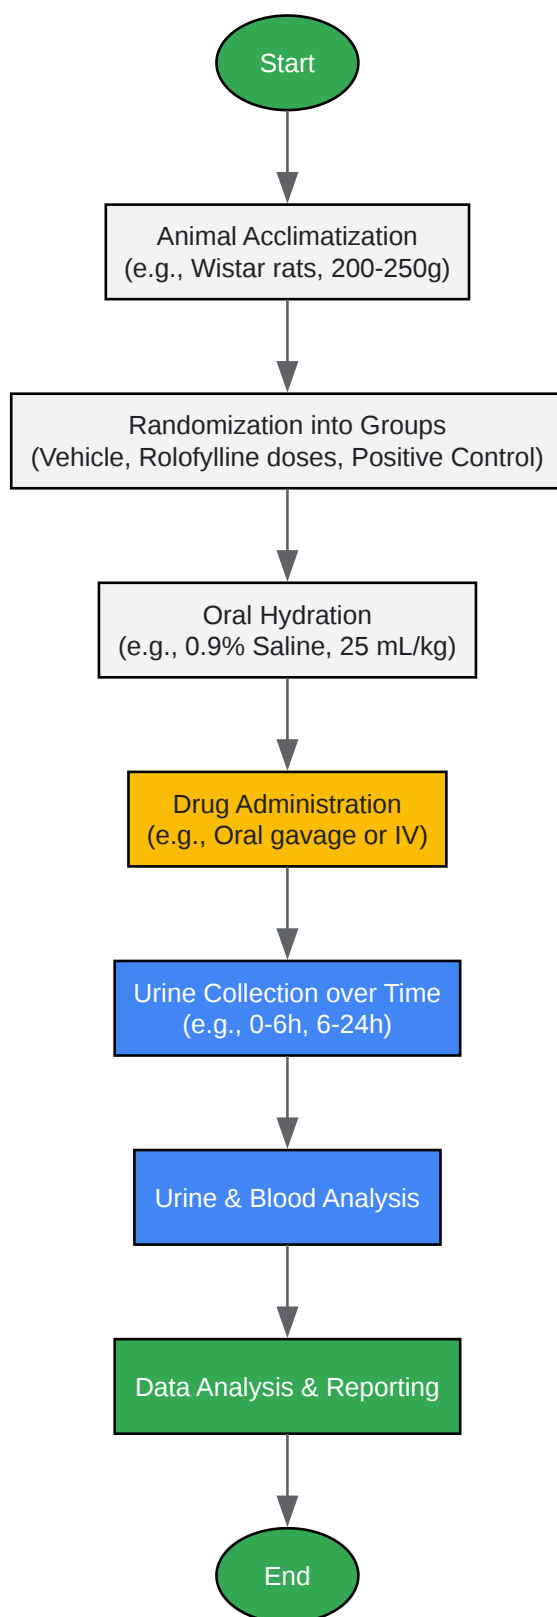 Start
Animal Acclimatization
(e.g., Wistar rats, 200-250g)
Randomization into Groups
(Vehicle, Rolofylline doses, Positive Control)
Oral Hydration
(e.g., 0.9% Saline, 25 mL/kg)
Drug Administration
(e.g., Oral gavage or IV)
Urine Collection over Time
(e.g., 0-6h, 6-24h)
Urine & Blood Analysis
Data Analysis & Reporting
End